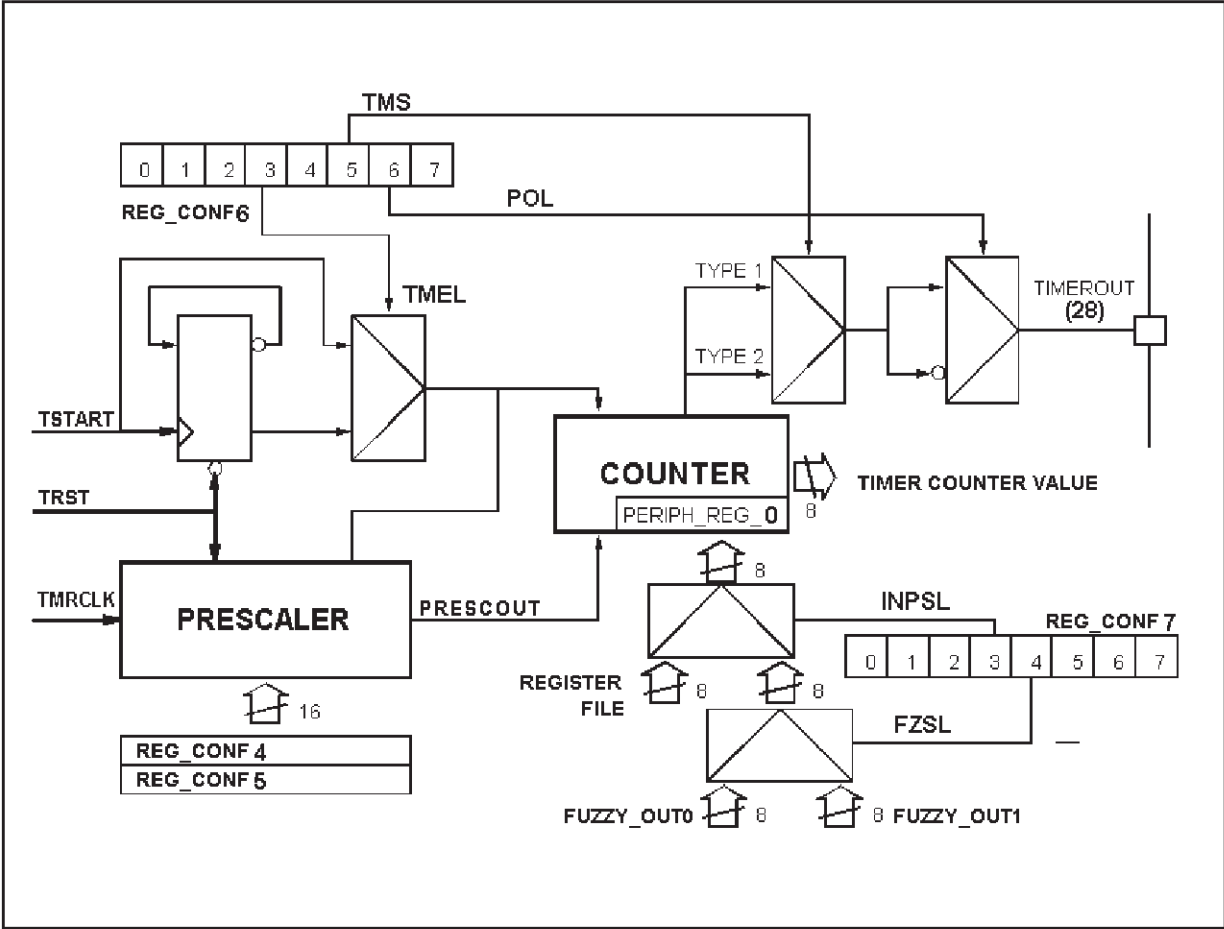 TMS
0 1 2 3 4 5 6 7
REG_CONF6
POL
TMEL
TYPE 1
TYPE 2
TIMEROUT
(28)
TSTART
TRST
TMRCLK
PRESCALER
PRESCOUT
COUNTER
PERIPH_REG_0
8
TIMER COUNTER VALUE
8
INPSL
REG_CONF7
0 1 2 3 4 5 6 7
REGISTER
FILE
8
8
FZSL
16
REG_CONF4
REG_CONF5
FUZZY_OUT0
8
8
FUZZY_OUT1